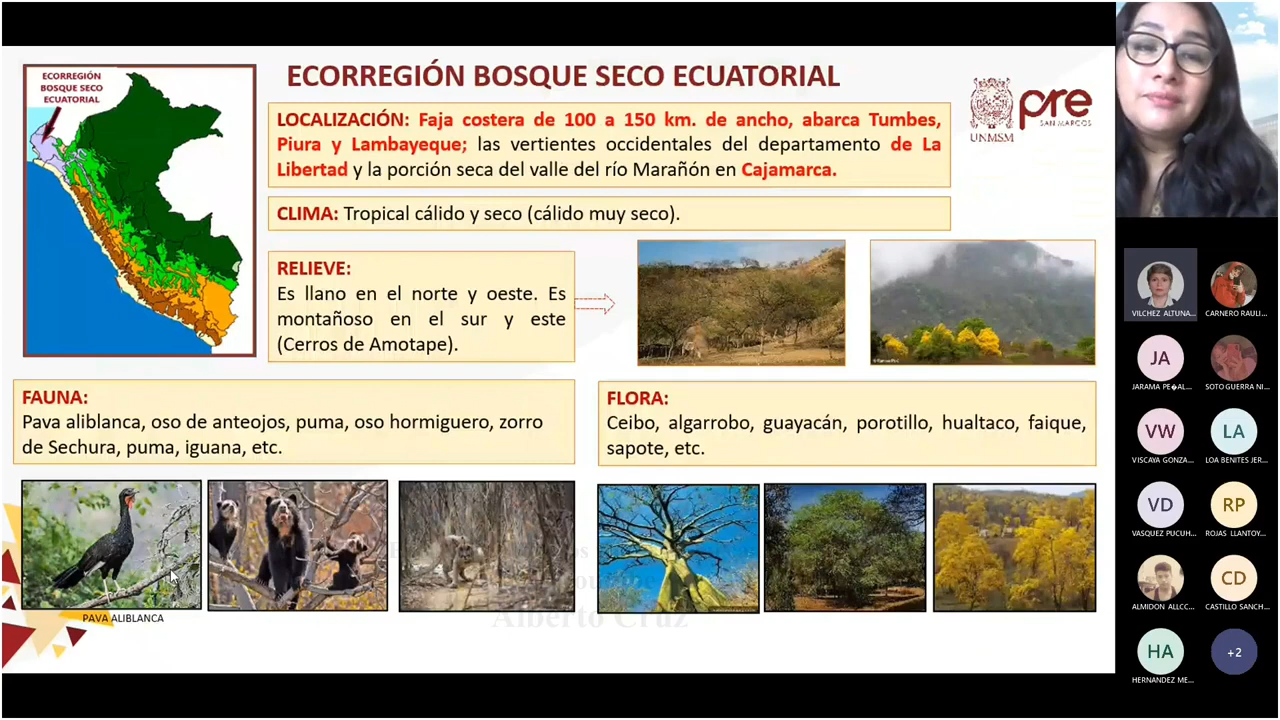 ECORREGIÓN
BOSQUE SECO
ECUATORIAL
ECORREGIÓN BOSQUE SECO ECUATORIAL
LOCALIZACIÓN: Faja costera de 100 a 150 km. de ancho, abarca Tumbes,
Piura y Lambayeque; las vertientes occidentales del departamento de La
Libertad y la porción seca del valle del río Marañón en Cajamarca.
UNMSM
pre
SAN MARCOS
CLIMA: Tropical cálido y seco (cálido muy seco).
RELIEVE:
Es llano en el norte y oeste. Es
montañoso en el sur y este
(Cerros de Amotape).
FAUNA:
Pava aliblanca, oso de anteojos, puma, oso hormiguero, zorro
de Sechura, puma, iguana, etc.
FLORA:
Ceibo, algarrobo, guayacán, porotillo, hualtaco, faique,
sapote, etc.
PAVA ALIBLANCA
Alberto Cruz
VILCHEZ ALTUNA...
CARNERO RAULI...
JA
JARAMA PE�AL...
SOTO GUERRA NI...
VW
VISCAYA GONZA...
LA
LOA BENITES JER...
VD
VASQUEZ PUCUH...
RP
ROJAS LLANTOY...
ALMIDON ALLCC...
CD
CASTILLO SANCH...
HA
HERNANDEZ ME...
+2